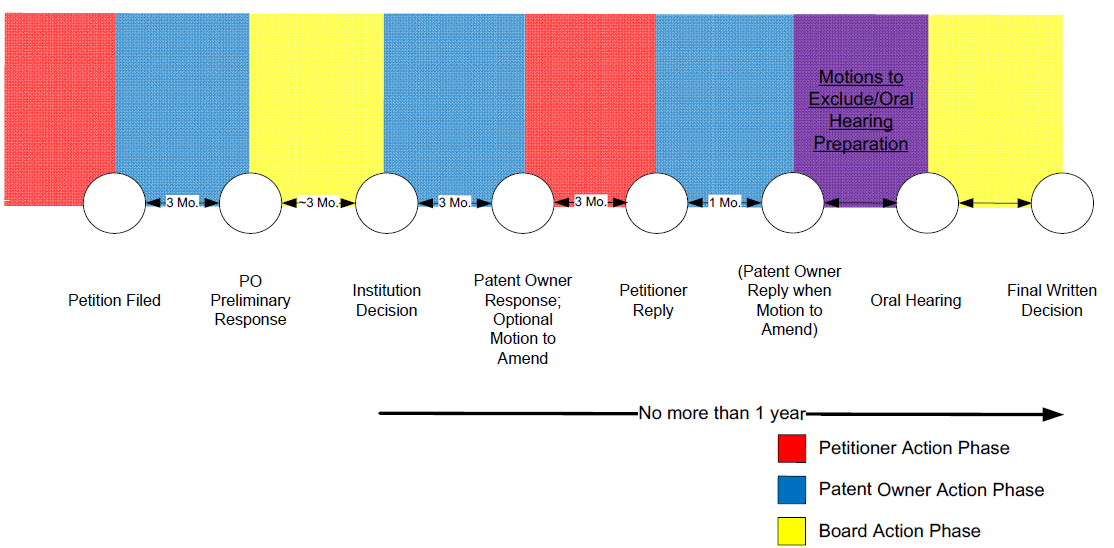 Motions to
Exclude/Oral
Hearing
Preparation
3 Mo.
~3 Mo.
3 Mo.
3 Mo.
1 Mo.
Petition Filed
PO
Preliminary
Response
Institution
Decision
Patent Owner
Response;
Optional
Motion to
Amend
Petitioner
Reply
(Patent Owner
Reply when
Motion to
Amend)
Oral Hearing
Final Written
Decision
No more than 1 year
Petitioner Action Phase
Patent Owner Action Phase
Board Action Phase